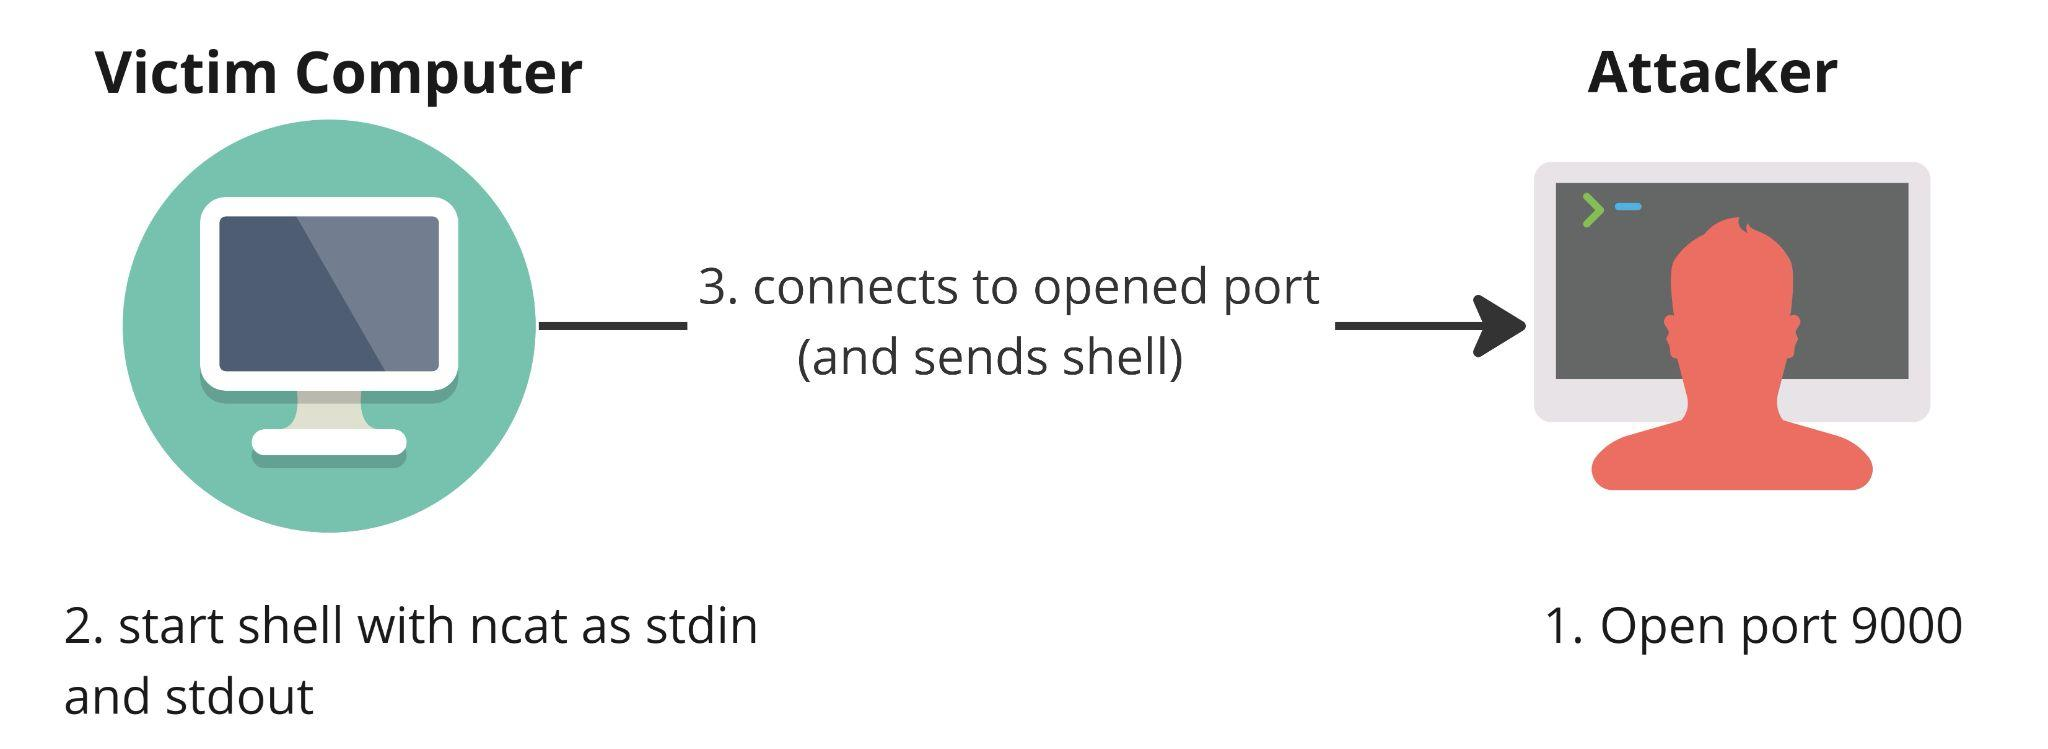 Victim Computer
Attacker
3. connects to opened port
(and sends shell)
2. start shell with ncat as stdin
and stdout
1. Open port 9000